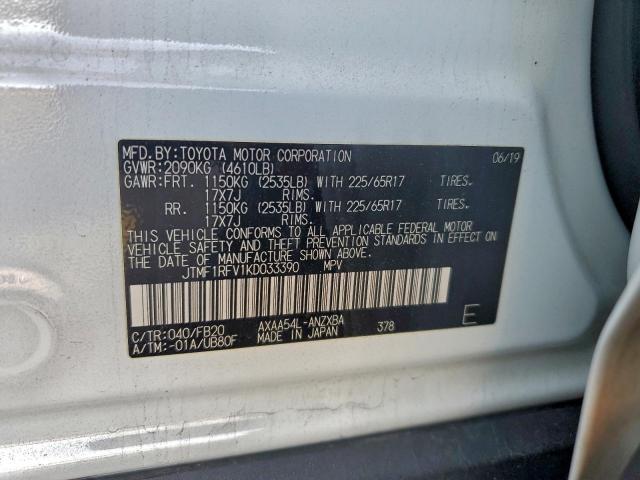 MFD.BY:TOYOTA MOTOR CORPORATION 06/19
GVWR:2090KG (4610LB)
GAWR:FRT. 1150KG (2535LB) WITH 225/65R17 TIRES.
17X7J RIMS.
RR. 1150KG (2535LB) WITH 225/65R17 TIRES.
17X7J RIMS.
THIS VEHICLE CONFORMS TO ALL APPLICABLE FEDERAL MOTOR
VEHICLE SAFETY AND THEFT PREVENTION STANDARDS IN EFFECT
ON THE DATE OF MANUFACTURE SHOWN ABOVE.
JTMF1RFV1KD033390 MPV
C/TR:040/FB20 AXAA54L-ANZXBA 378 E
A/TM:-01A/UB80F MADE IN JAPAN